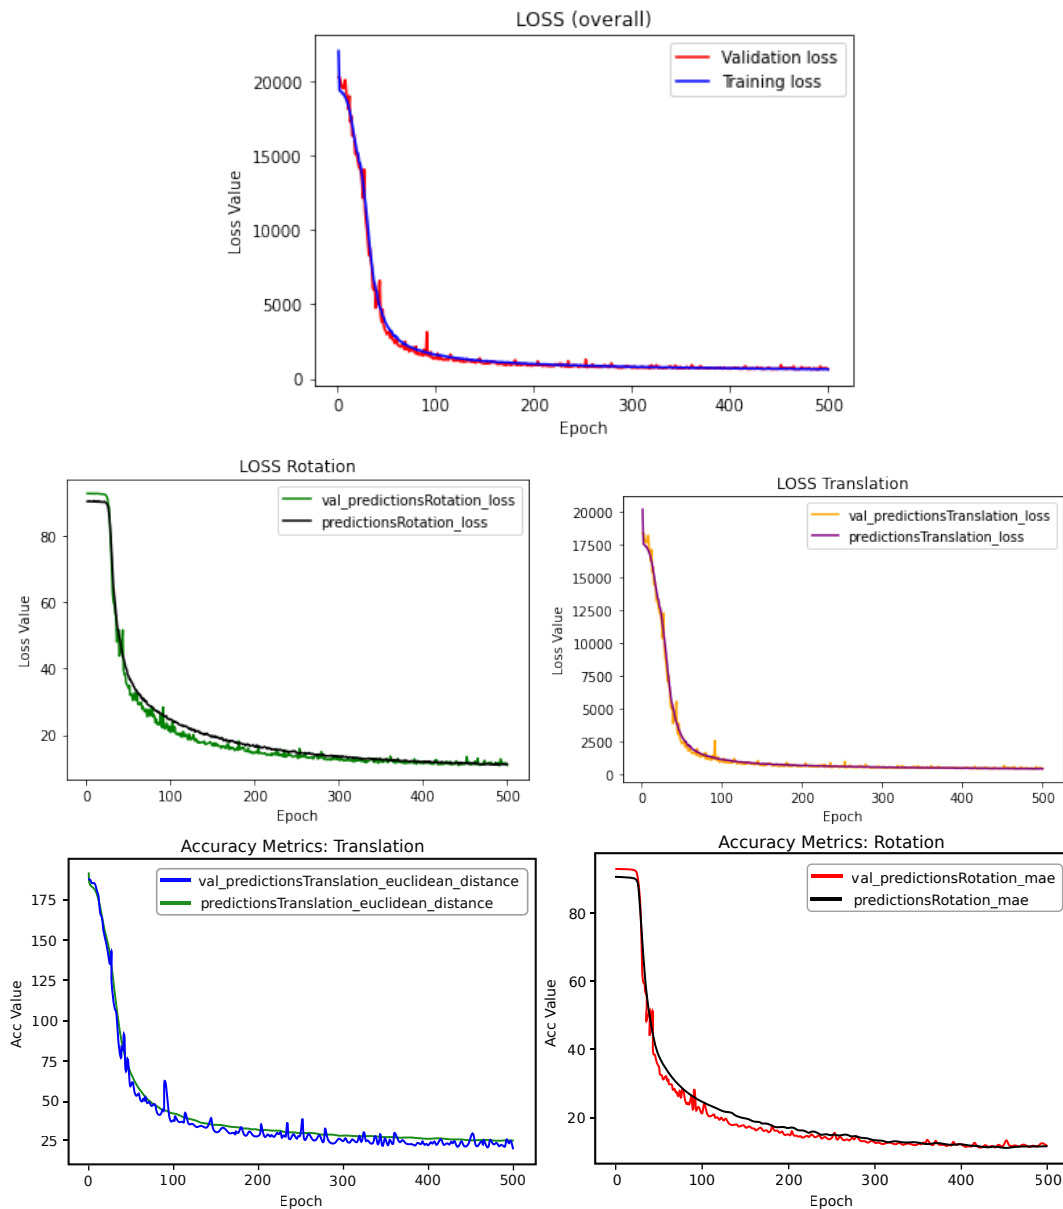 LOSS (overall)
Validation loss
Training loss
20000
15000
10000
5000
0
Loss Value
0 100 200 300 400 500
Epoch
LOSS Rotation
val_predictionsRotation_loss
predictionsRotation_loss
80
60
40
20
Loss Value
0 100 200 300 400 500
Epoch
LOSS Translation
val_predictionsTranslation_loss
predictionsTranslation_loss
20000
17500
15000
12500
10000
7500
5000
2500
0
Loss Value
0 100 200 300 400 500
Epoch
Accuracy Metrics: Translation
val_predictionsTranslation_euclidean_distance
predictionsTranslation_euclidean_distance
175
150
125
100
75
50
25
Acc Value
0 100 200 300 400 500
Epoch
Accuracy Metrics: Rotation
val_predictionsRotation_mae
predictionsRotation_mae
80
60
40
20
Acc Value
0 100 200 300 400 500
Epoch